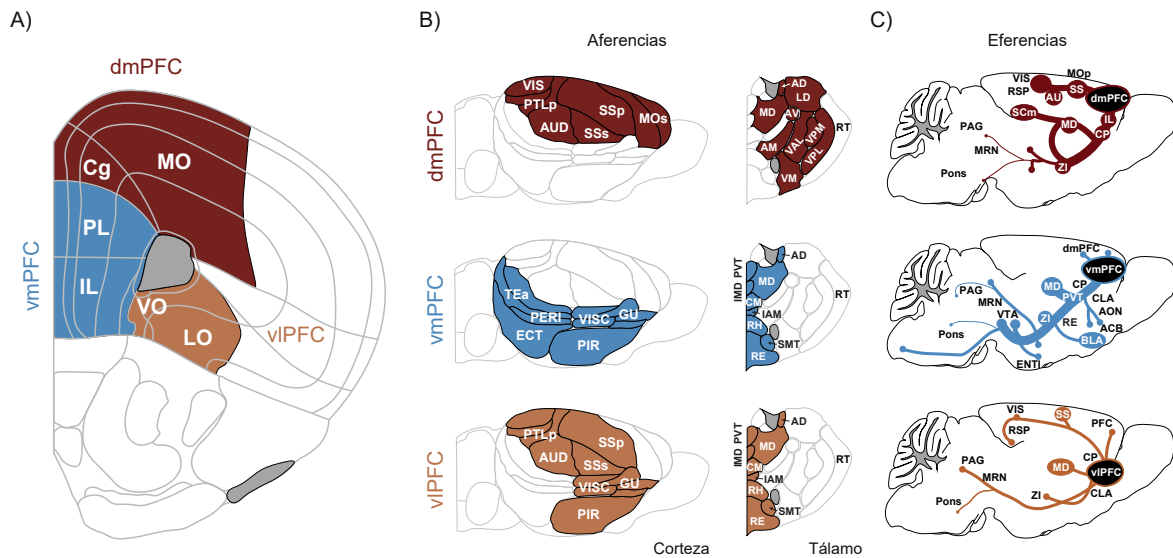 A)
dmPFC
MO
Cg
PL
IL
vmPFC
VO
LO
vlPFC
B)
Aferencias
dmPFC
VIS
PTLp
AUD
SSp
SSs
MOs
AD
LD
MD
AV
VPM
VAL
AM
VPL
VM
RT
vmPFC
TEa
PERI
ECT
VISC
GU
PIR
IMD PVT
AD
MD
CM
IAM
RH
SMT
RE
RT
vlPFC
PTLp
SSp
AUD
SSs
VISC
GU
PIR
IMD PVT
AD
MD
CM
IAM
RH
SMT
RE
RT
Corteza
Tálamo
C)
Eferencias
MOp
VIS
RSP
AU
SS
dmPFC
SCm
MD
IL
CP
PAG
MRN
ZI
Pons
dmPFC
vmPFC
CP
MD
PVT
CLA
PAG
MRN
AON
VTA
ZI
RE
ACB
Pons
BLA
ENTl
VIS
SS
RSP
PFC
PAG
CP
MD
vlPFC
MRN
ZI
CLA
Pons